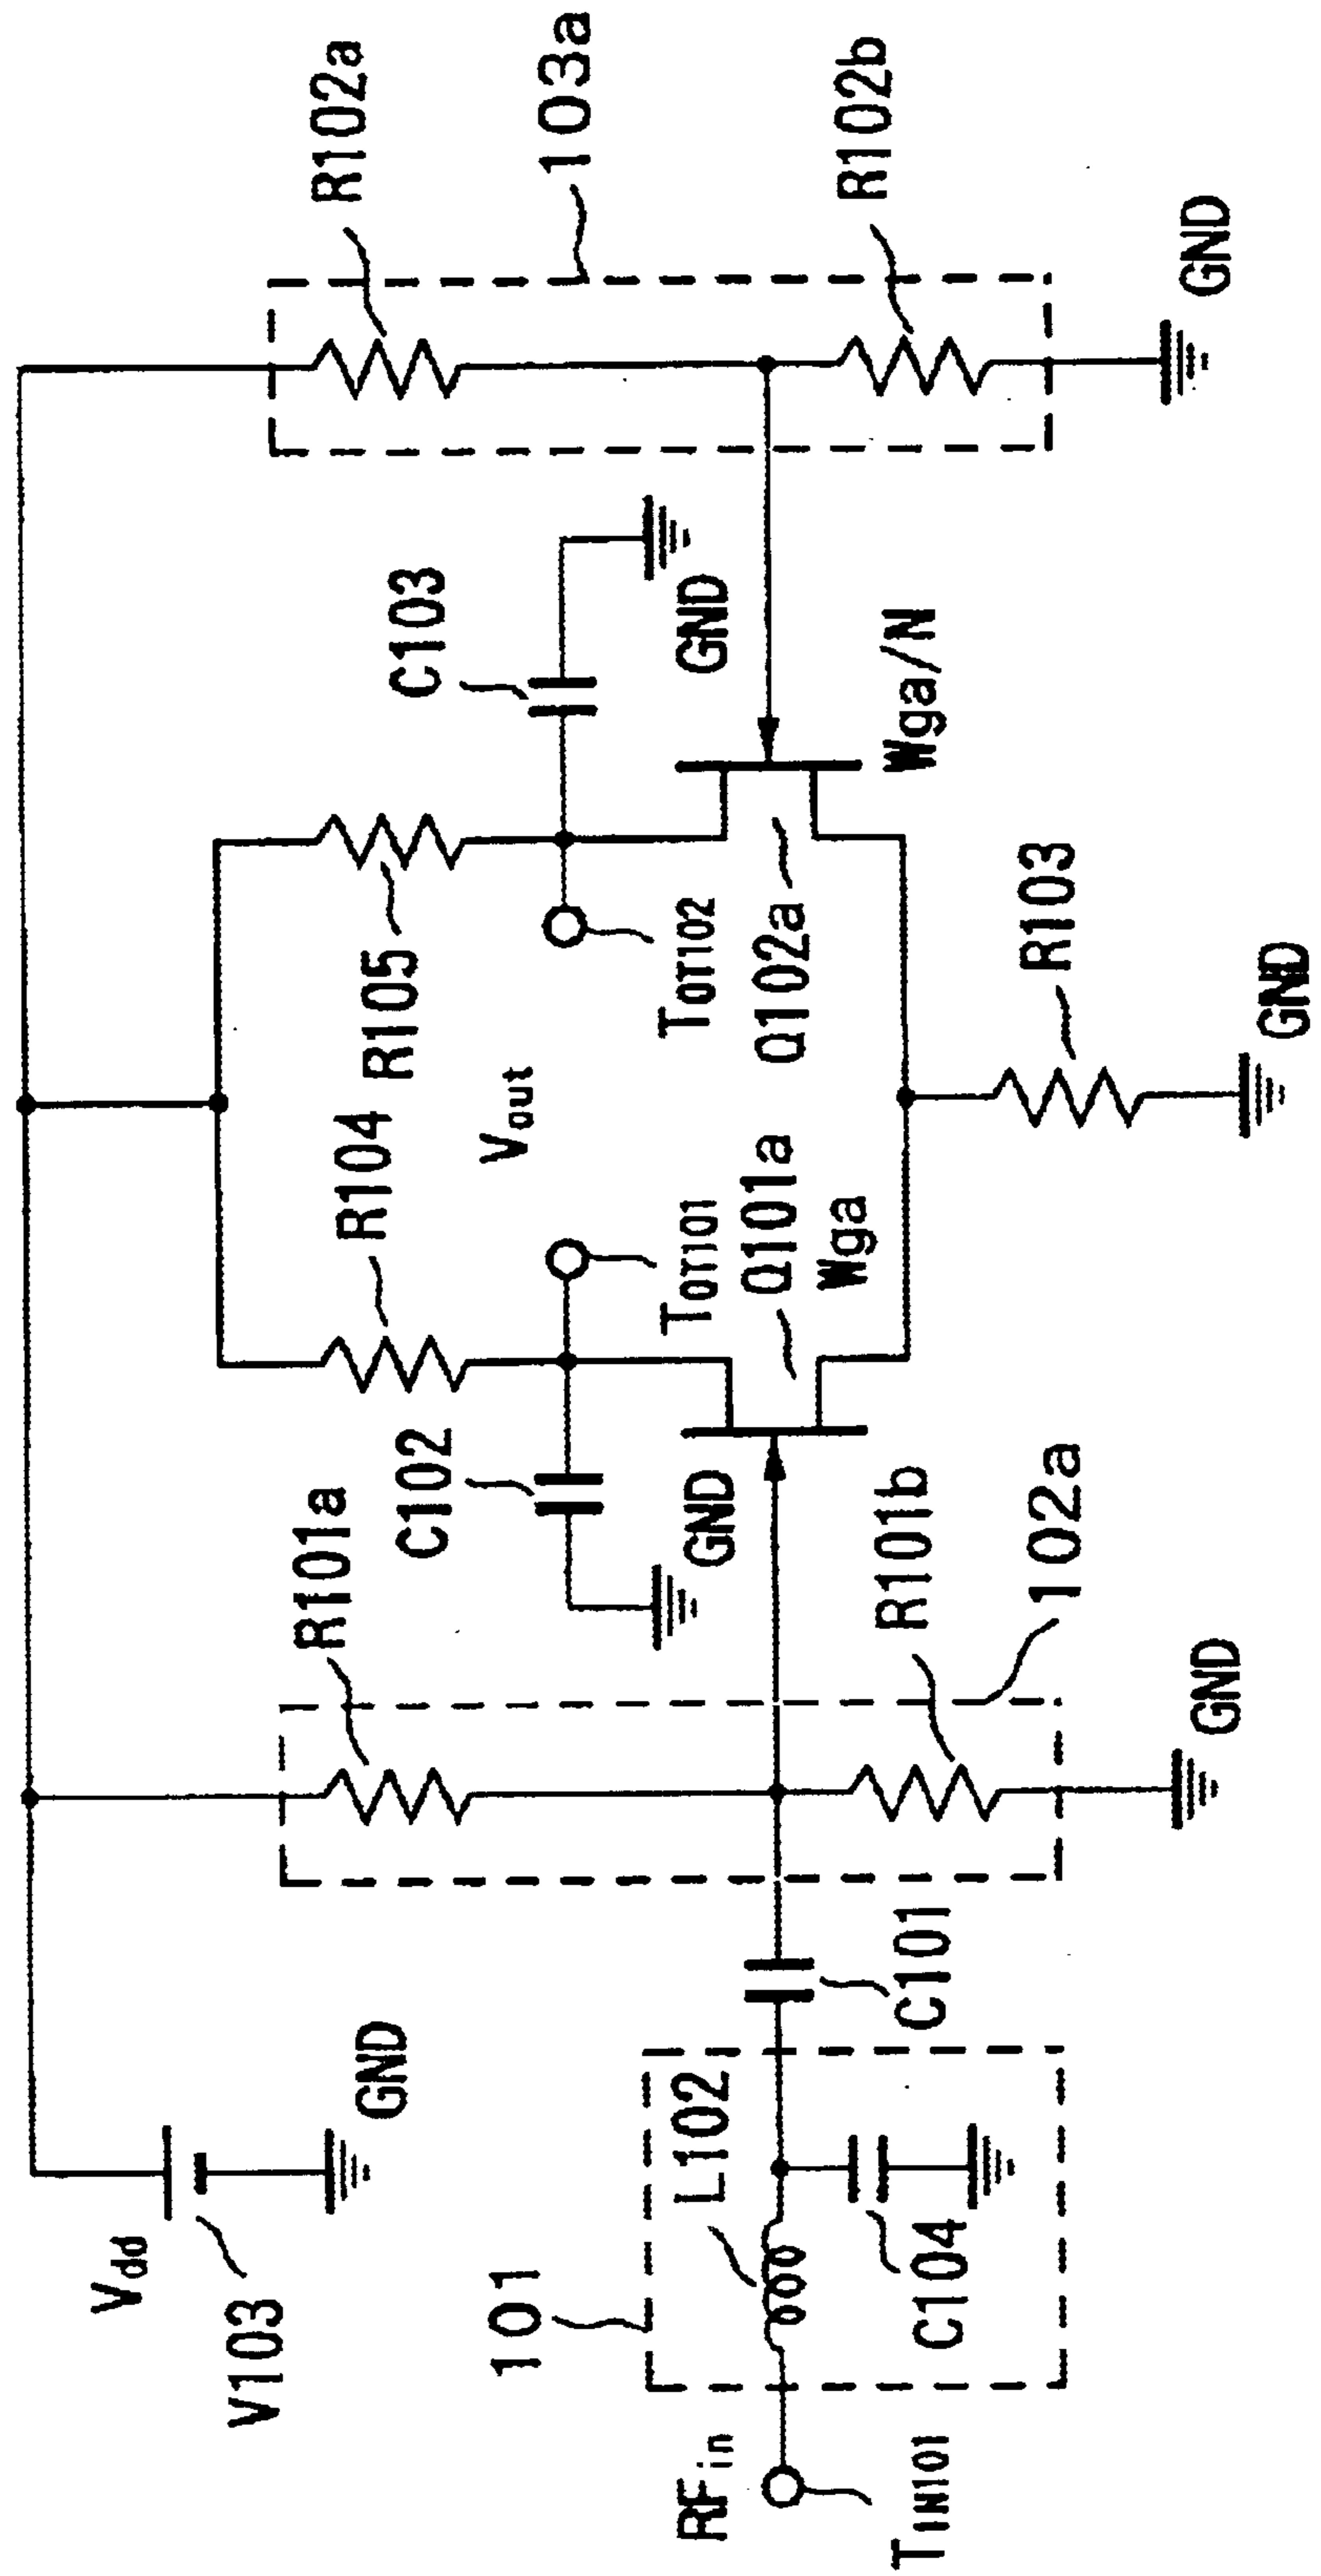 Vdd
V103
GND
RFin
TIN101
101
L102
C104
C101
R101a
R101b
102a
GND
C102
GND
R104
TOT101
Q101a
Wga
Vout
R105
TOT102
Q102a
Wga/N
R103
GND
C103
GND
R102a
103a
R102b
GND